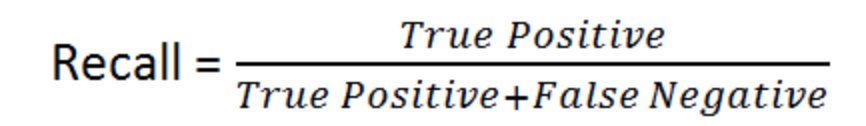 True Positive
Recall =
True Positive+False Negative